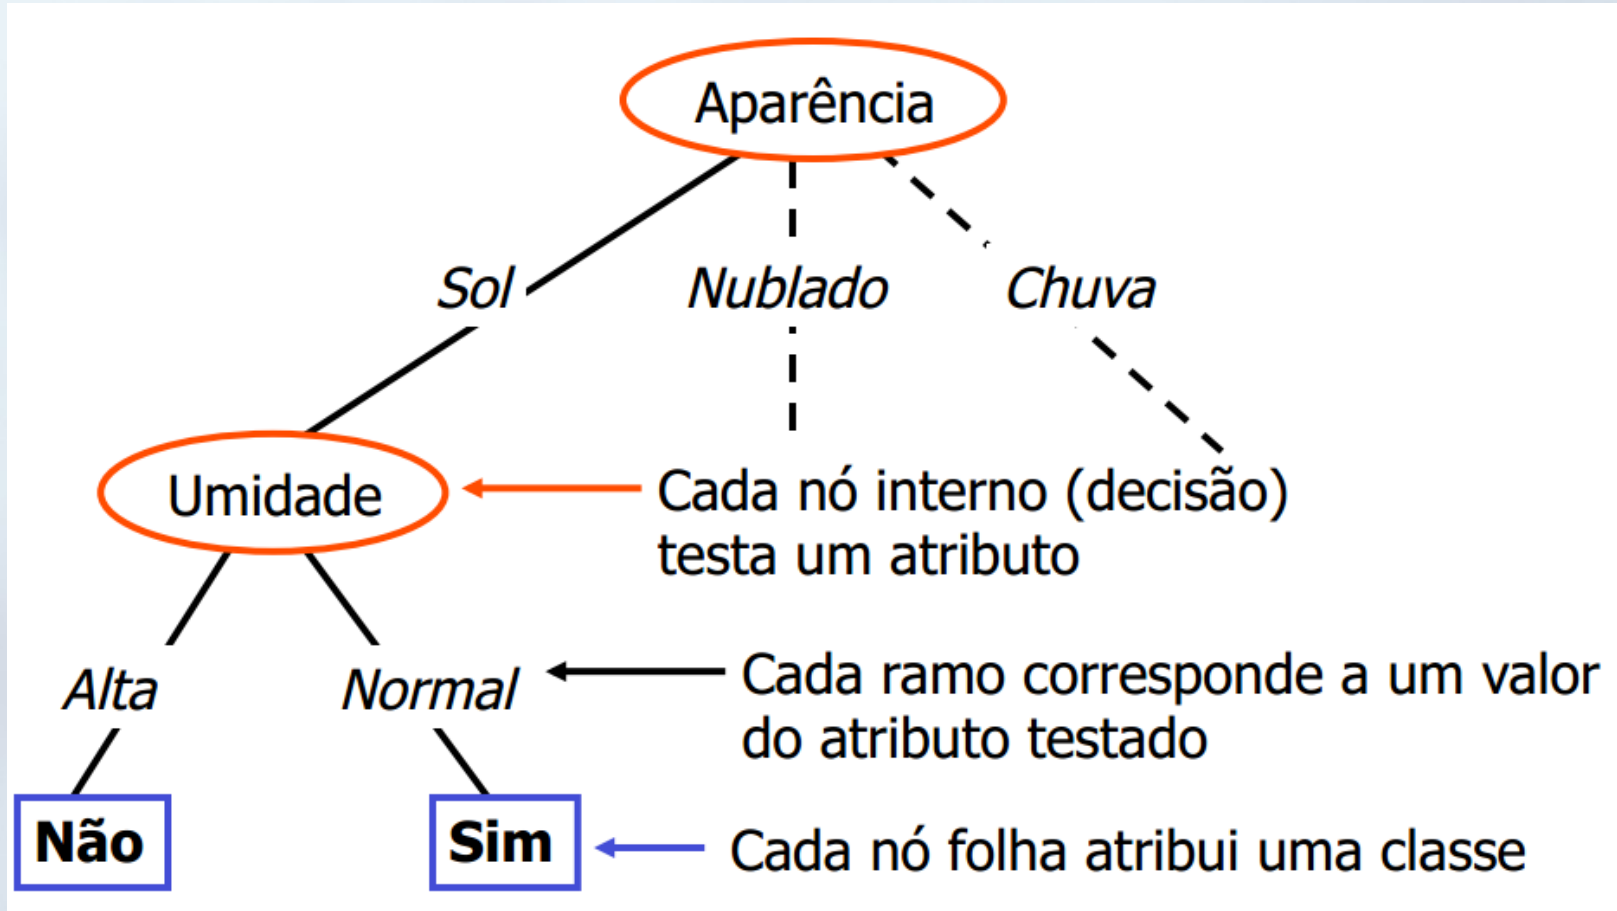 Aparência
Sol
Nublado
Chuva
Umidade
Cada nó interno (decisão)
testa um atributo
Alta
Normal
Cada ramo corresponde a um valor
do atributo testado
Não
Sim
Cada nó folha atribui uma classe